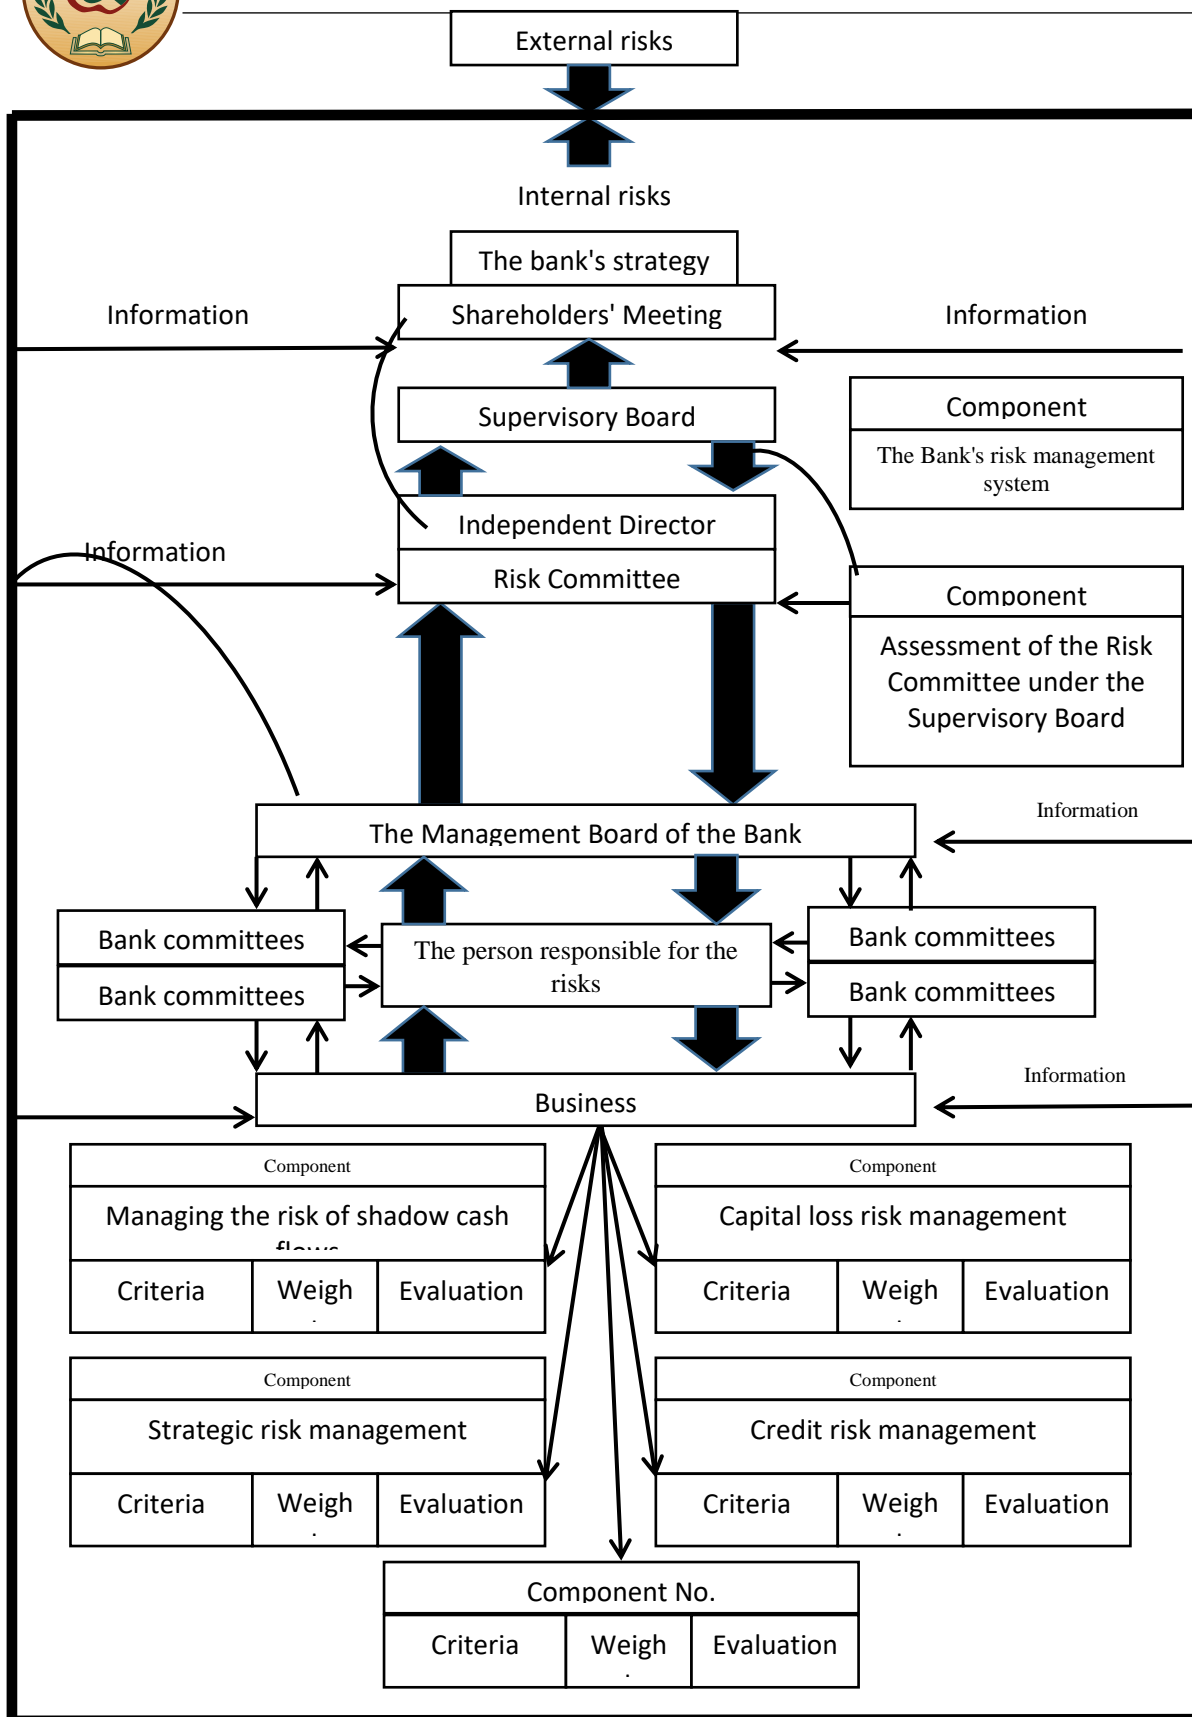 External risks
Internal risks
The bank's strategy
Information
Shareholders' Meeting
Information
Supervisory Board
Component
The Bank's risk management
system
Independent Director
Information
Risk Committee
Component
Assessment of the Risk
Committee under the
Supervisory Board
Information
The Management Board of the Bank
Bank committees
The person responsible for the
risks
Bank committees
Bank committees
Bank committees
Information
Business
Component
Managing the risk of shadow cash
flows
Criteria
Weigh
Evaluation
Component
Capital loss risk management
Criteria
Weigh
Evaluation
Component
Strategic risk management
Criteria
Weigh
Evaluation
Component
Credit risk management
Criteria
Weigh
Evaluation
Component No.
Criteria
Weigh
Evaluation